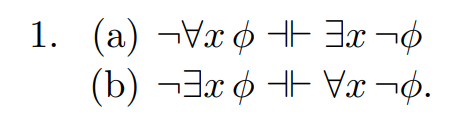 1. (a) ¬∀x ϕ ⊣⊢ ∃x ¬ϕ
(b) ¬∃x ϕ ⊣⊢ ∀x ¬ϕ.